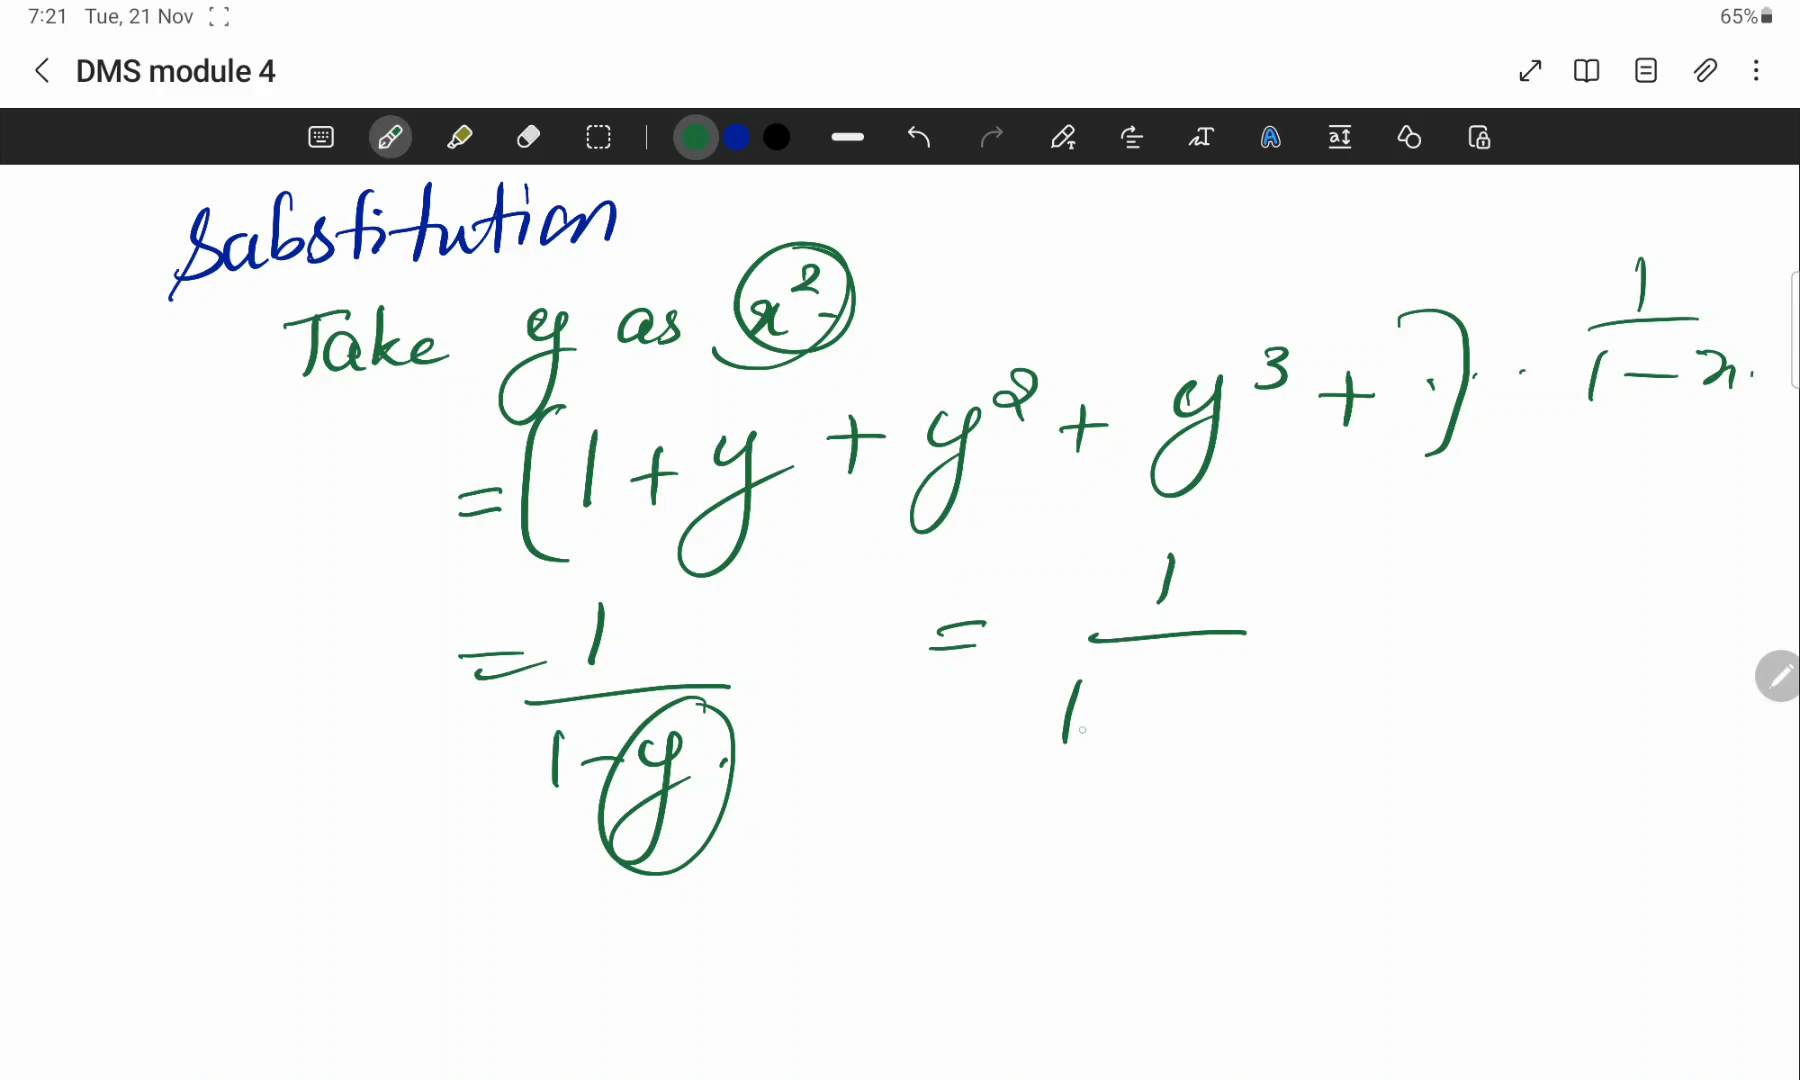 7:21 Tue, 21 Nov 65%
DMS module 4
Substitution
Take y as x²
= (1 + y + y² + y³ + ...) 1/(1 - x)
= 1/(1 - y) = 1/1